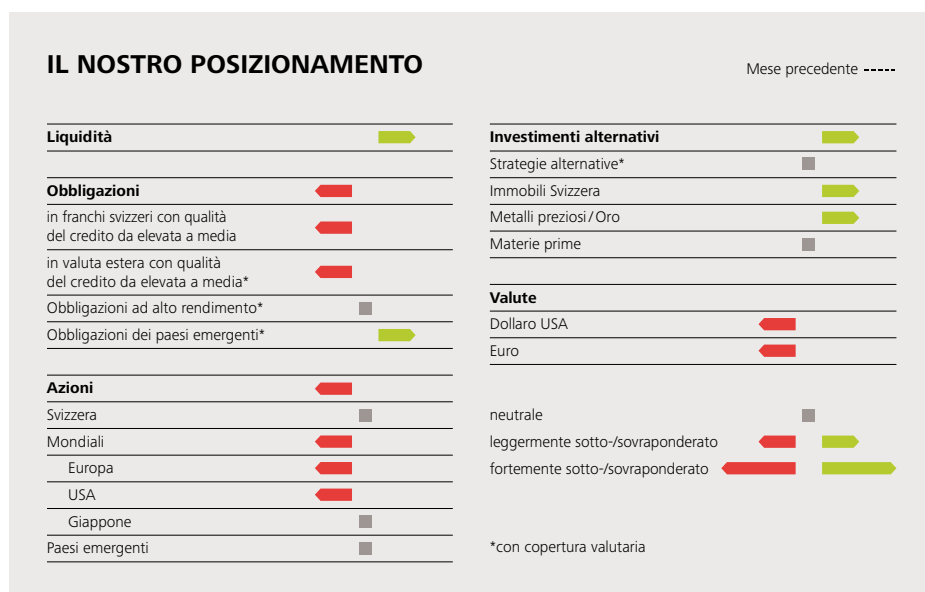 IL NOSTRO POSIZIONAMENTO
Mese precedente
Liquidità
Obbligazioni
in franchi svizzeri con qualità
del credito da elevata a media
in valuta estera con qualità
del credito da elevata a media*
Obbligazioni ad alto rendimento*
Obbligazioni dei paesi emergenti*
Azioni
Svizzera
Mondiali
Europa
USA
Giappone
Paesi emergenti
Investimenti alternativi
Strategie alternative*
Immobili Svizzera
Metalli preziosi/Oro
Materie prime
Valute
Dollaro USA
Euro
neutrale
leggermente sotto-/sovraponderato
fortemente sotto-/sovraponderato
*con copertura valutaria